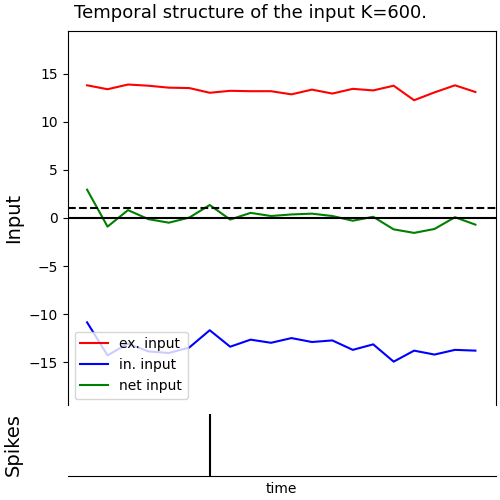 Temporal structure of the input K=600.
15
10
5
0
−5
−10
−15
Input
ex. input
in. input
net input
Spikes
time